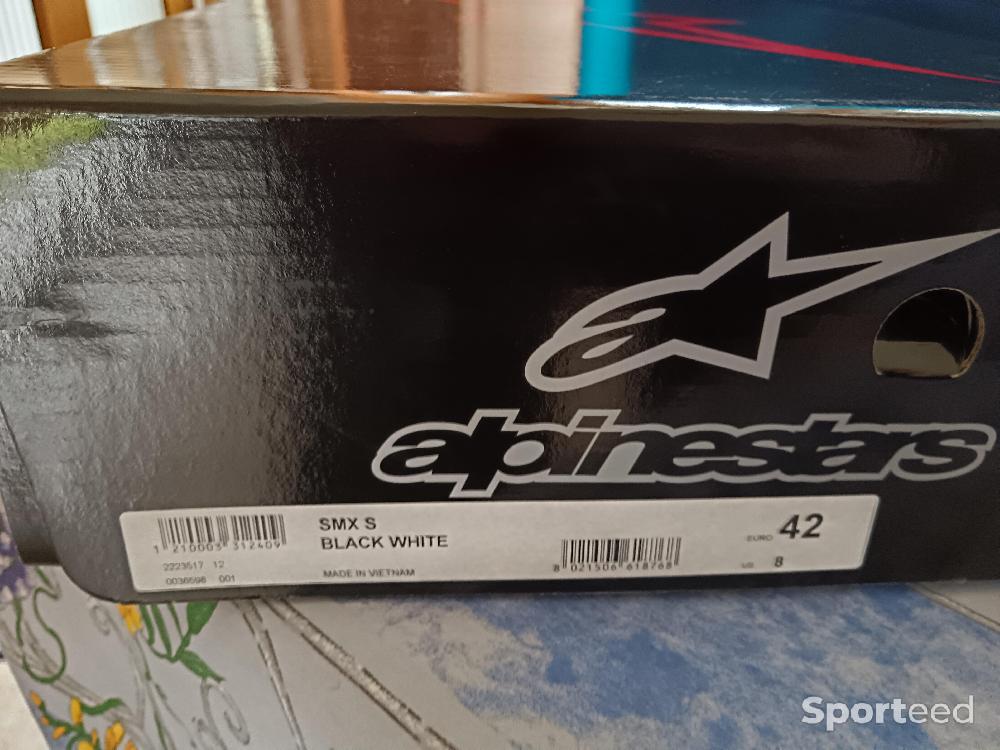 alpinestars
SMX S
BLACK WHITE
MADE IN VIETNAM
1 210003 312409
2223517 12
0036598 001
8 021506 618768
EURO 42
US 8
Sporteed